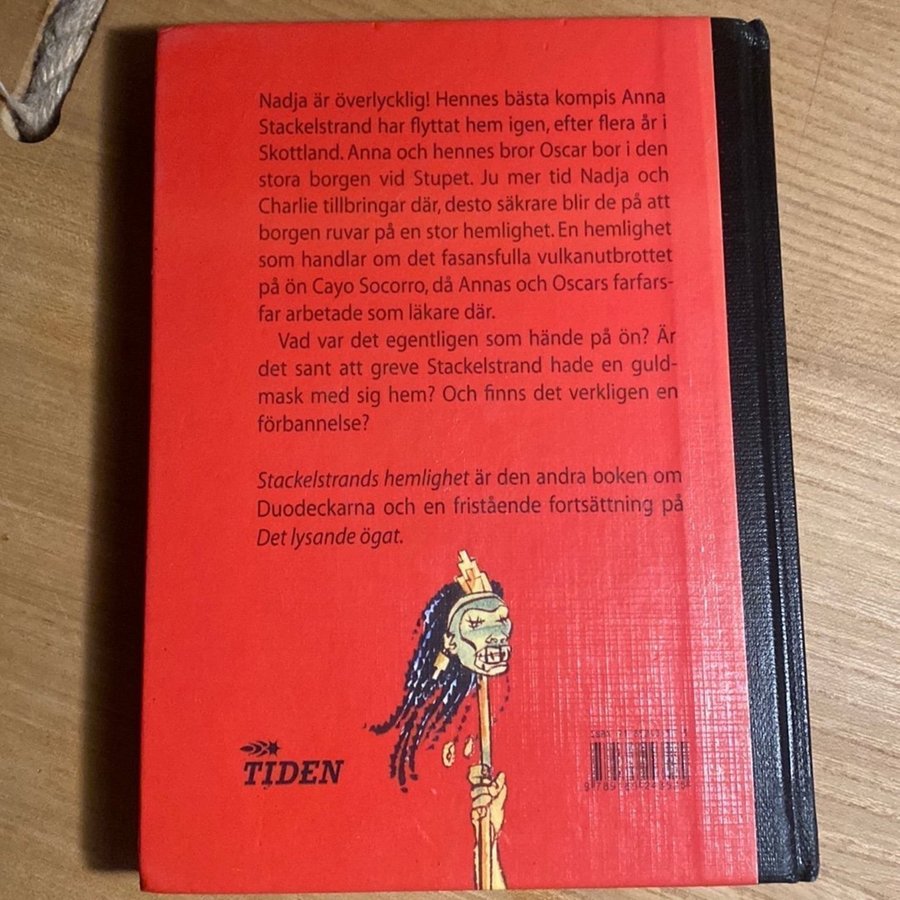 Nadja är överlycklig! Hennes bästa kompis Anna
Stackelstrand har flyttat hem igen, efter flera år i
Skottland. Anna och hennes bror Oscar bor i den
stora borgen vid Stupet. Ju mer tid Nadja och
Charlie tillbringar där, desto säkrare blir de på att
borgen ruvar på en stor hemlighet. En hemlighet
som handlar om det fasansfulla vulkanutbrottet
på ön Cayo Socorro, då Annas och Oscars farfars-
far arbetade som läkare där.
Vad var det egentligen som hände på ön? Är
det sant att greve Stackelstrand hade en guld-
mask med sig hem? Och finns det verkligen en
förbannelse?
Stackelstrands hemlighet är den andra boken om
Duodeckarna och en fristående fortsättning på
Det lysande ögat.
TIDEN